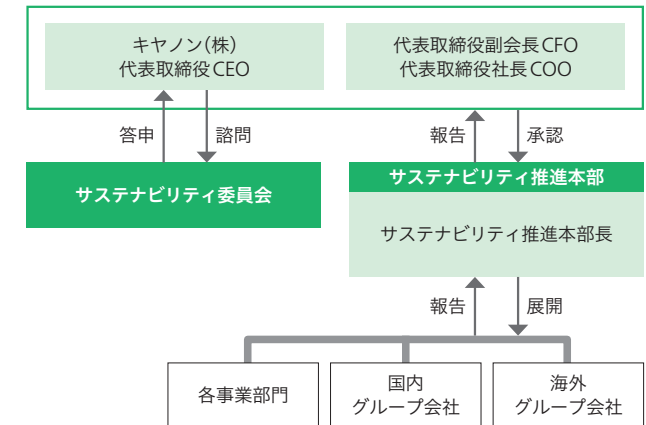 キヤノン(株)
代表取締役CEO
代表取締役副会長CFO
代表取締役社長COO
答申
諮問
報告
承認
サステナビリティ委員会
サステナビリティ推進本部
サステナビリティ推進本部長
報告
展開
各事業部門
国内
グループ会社
海外
グループ会社